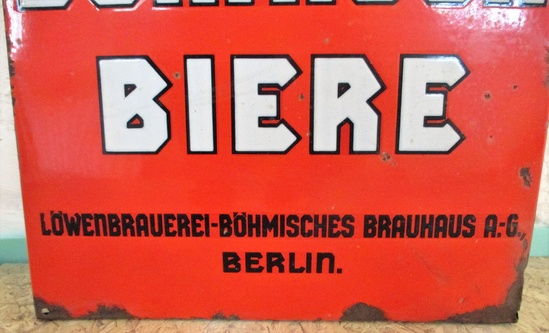 BIERE
LÖWENBRAUEREI-BÖHMISCHES BRAUHAUS A.-G.,
BERLIN.